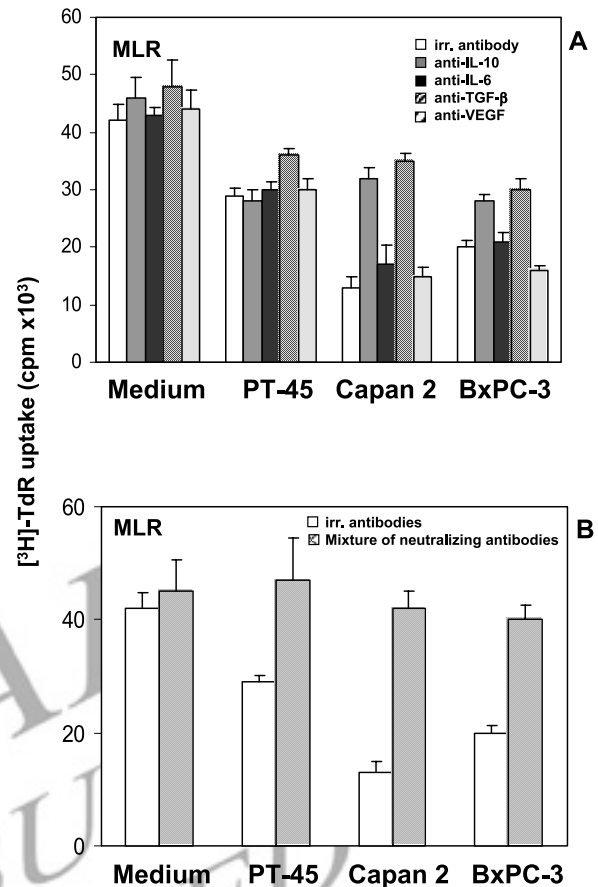 MLR
A
irr. antibody
anti-IL-10
anti-IL-6
anti-TGF-β
anti-VEGF
60
50
40
30
20
10
0
Medium PT-45 Capan 2 BxPC-3
[³H]-TdR uptake (cpm x10³)
MLR
B
irr. antibodies
Mixture of neutralizing antibodies
60
40
20
0
Medium PT-45 Capan 2 BxPC-3